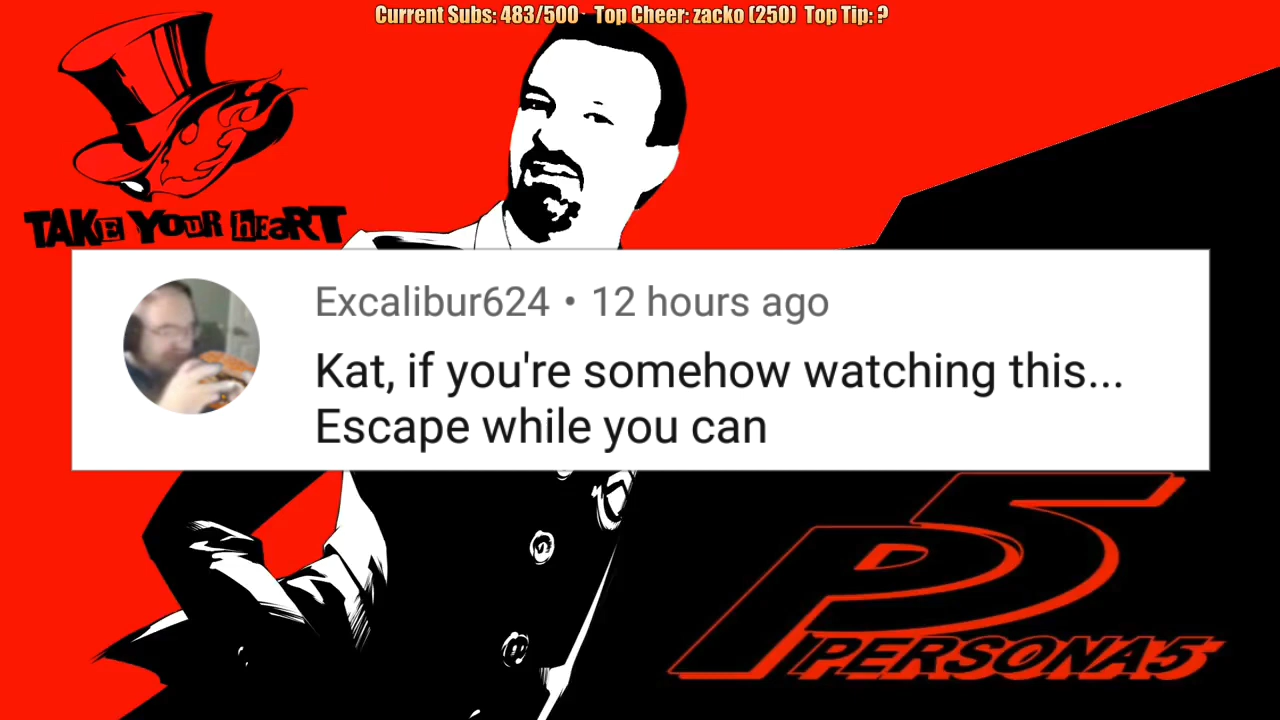 Current Subs: 483/500 Top Cheer: zacko (250) Top Tip: ?
TAKE YOUR hEaRT
Excalibur624 • 12 hours ago
Kat, if you're somehow watching this...
Escape while you can
P5
PERSONA5